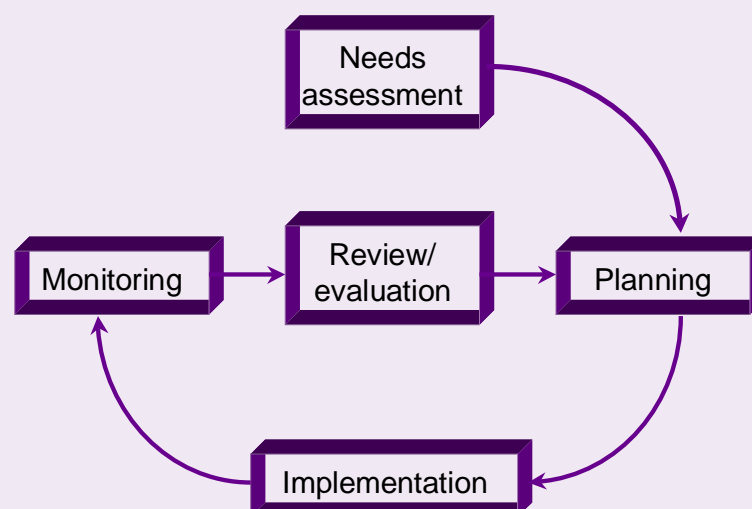 Needs
assessment
Monitoring
Review/
evaluation
Planning
Implementation